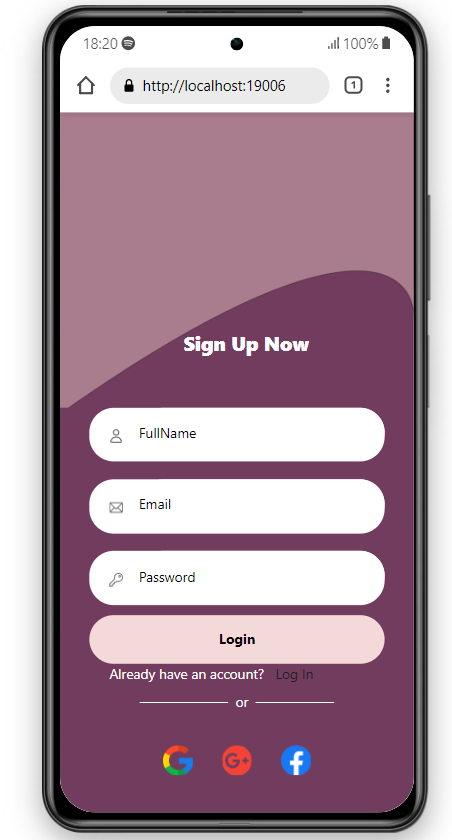 18:20 100%
http://localhost:19006 1
Sign Up Now
FullName
Email
Password
Login
Already have an account? Log In
or
G G+ f